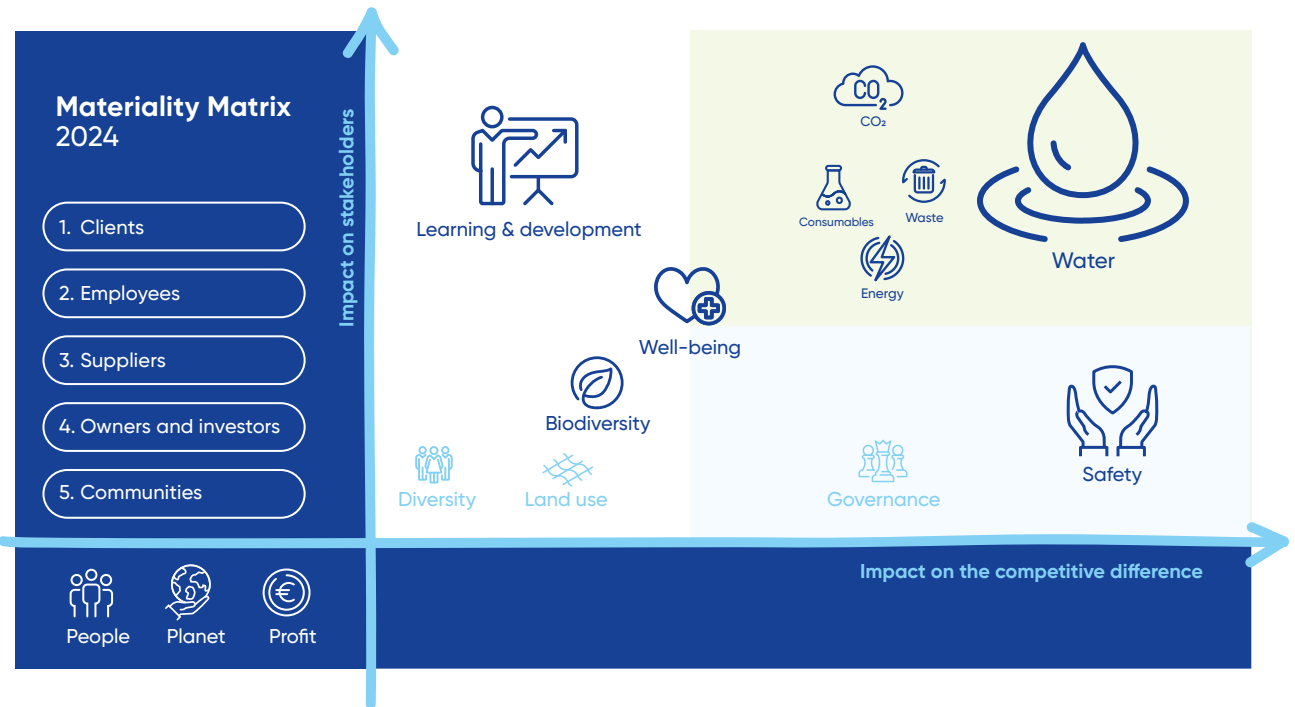 Materiality Matrix
2024
1. Clients
2. Employees
3. Suppliers
4. Owners and investors
5. Communities
People
Planet
Profit
Impact on stakeholders
Learning & development
Well-being
Biodiversity
Diversity
Land use
CO2
CO₂
Consumables
Waste
Energy
Water
Governance
Safety
Impact on the competitive difference